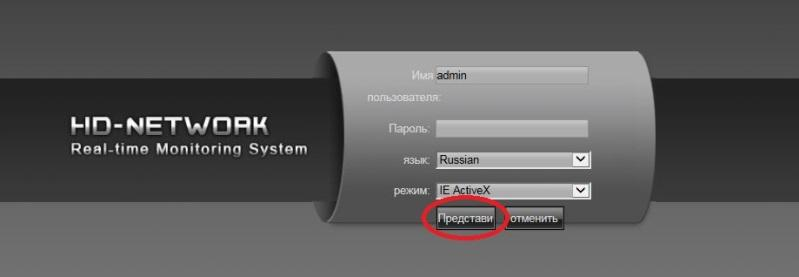 HD-NETWORK
Real-time Monitoring System
Имя admin
пользователя:
Пароль:
язык: Russian
режим: IE ActiveX
Представи отменить